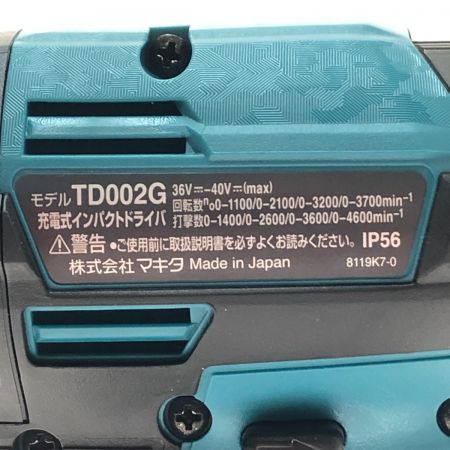 モデル TD002G 36V⎓-40V⎓(max)
充電式インパクトドライバ 回転数n₀0-1100/0-2100/0-3200/0-3700min⁻¹
打撃数0-1400/0-2600/0-3600/0-4600min⁻¹
⚠警告 •ご使用前に取扱説明書を必ずよくお読みください。 IP56
株式会社マキタ Made in Japan 8119K7-0